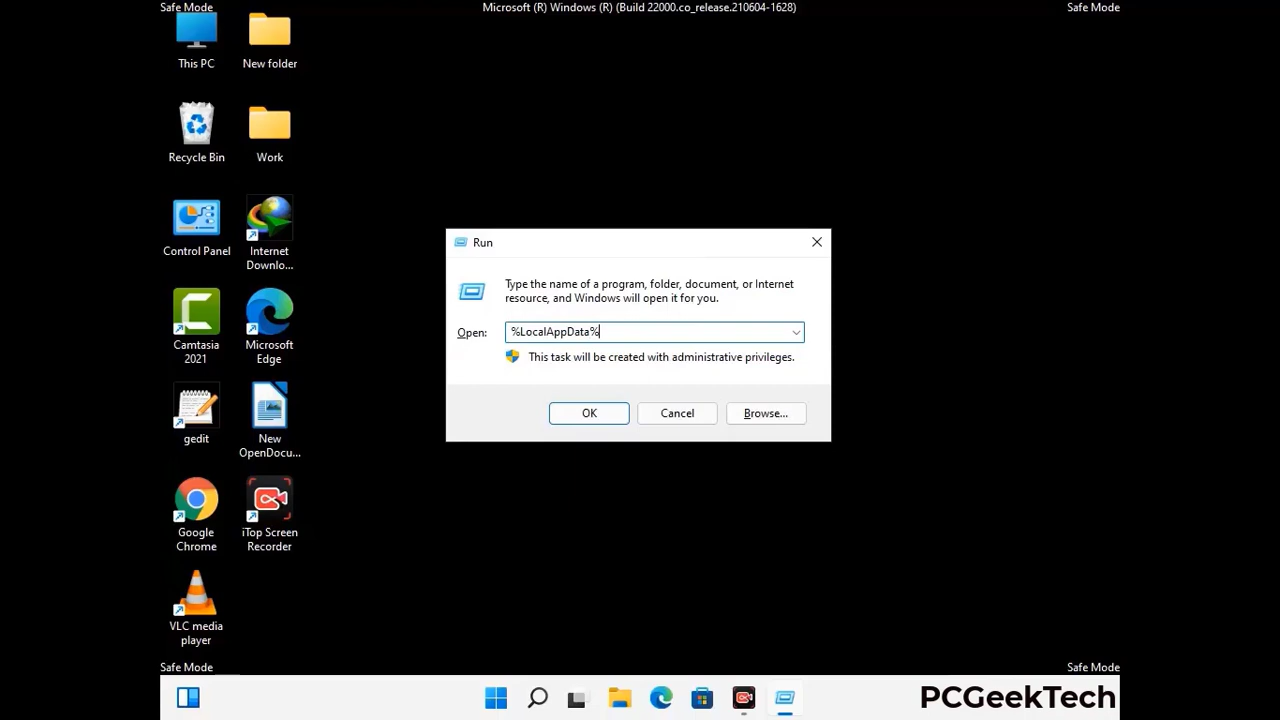 Safe Mode
Microsoft (R) Windows (R) (Build 22000.co_release.210604-1628)
Safe Mode
This PC
New folder
Recycle Bin
Work
Control Panel
Internet
Downlo...
Camtasia
2021
Microsoft
Edge
gedit
New
OpenDocu...
Google
Chrome
iTop Screen
Recorder
VLC media
player
Run
Type the name of a program, folder, document, or Internet
resource, and Windows will open it for you.
Open:
%LocalAppData%
This task will be created with administrative privileges.
OK
Cancel
Browse...
Safe Mode
Safe Mode
PCGeekTech